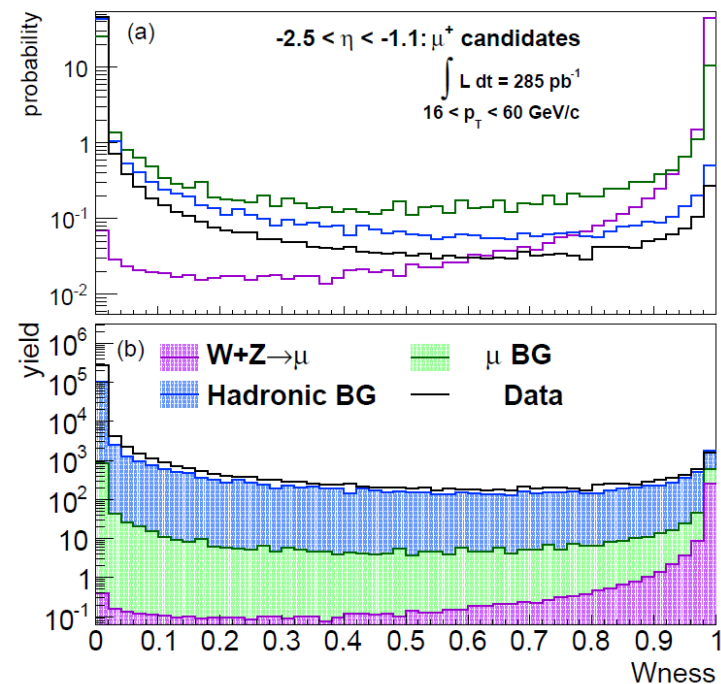 probability
(a)
-2.5 < η < -1.1: μ⁺ candidates
∫ L dt = 285 pb⁻¹
16 < p_T < 60 GeV/c
10
1
10⁻¹
10⁻²
yield
(b)
W+Z→μ
μ BG
Hadronic BG
Data
10⁶
10⁵
10⁴
10³
10²
10
1
10⁻¹
0 0.1 0.2 0.3 0.4 0.5 0.6 0.7 0.8 0.9 1
Wness